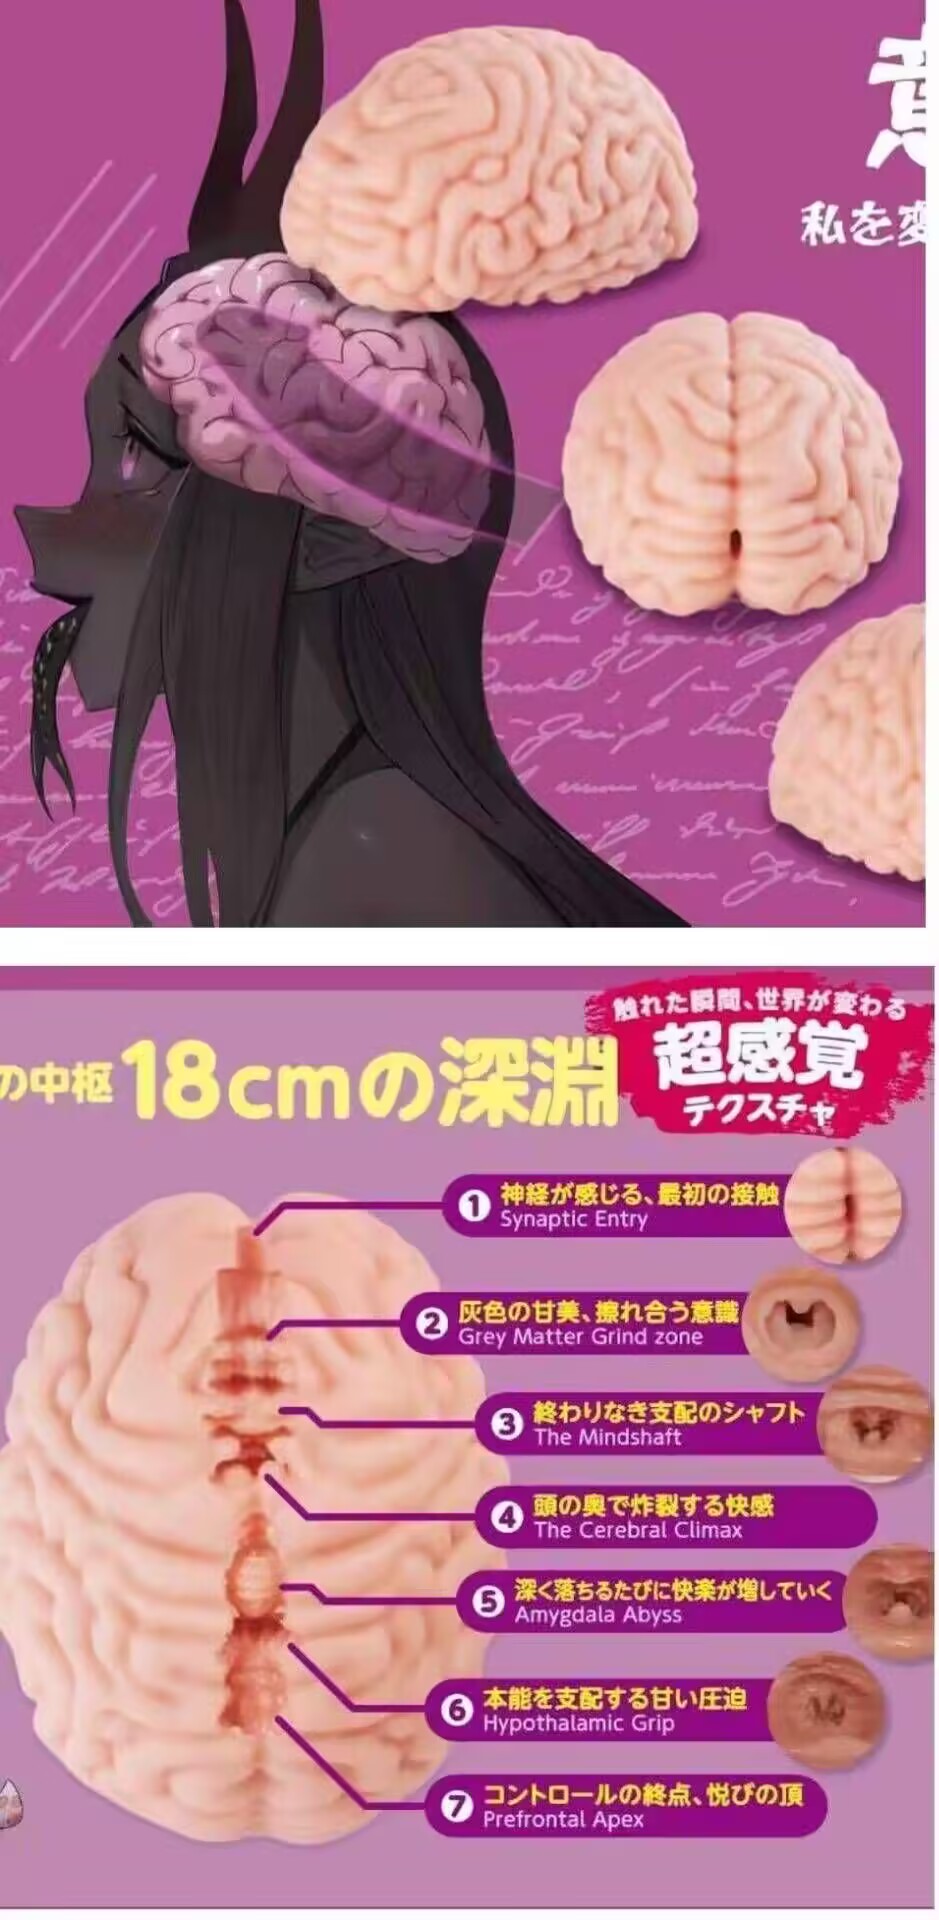 私を変
の中枢 18cmの深淵
触れた瞬間、世界が変わる
超感覚
テクスチャ
1 神経が感じる、最初の接触
Synaptic Entry
2 灰色の甘美、擦れ合う意識
Grey Matter Grind zone
3 終わりなき支配のシャフト
The Mindshaft
4 頭の奥で炸裂する快感
The Cerebral Climax
5 深く落ちるたびに快楽が増していく
Amygdala Abyss
6 本能を支配する甘い圧迫
Hypothalamic Grip
7 コントロールの終点、悦びの頂
Prefrontal Apex